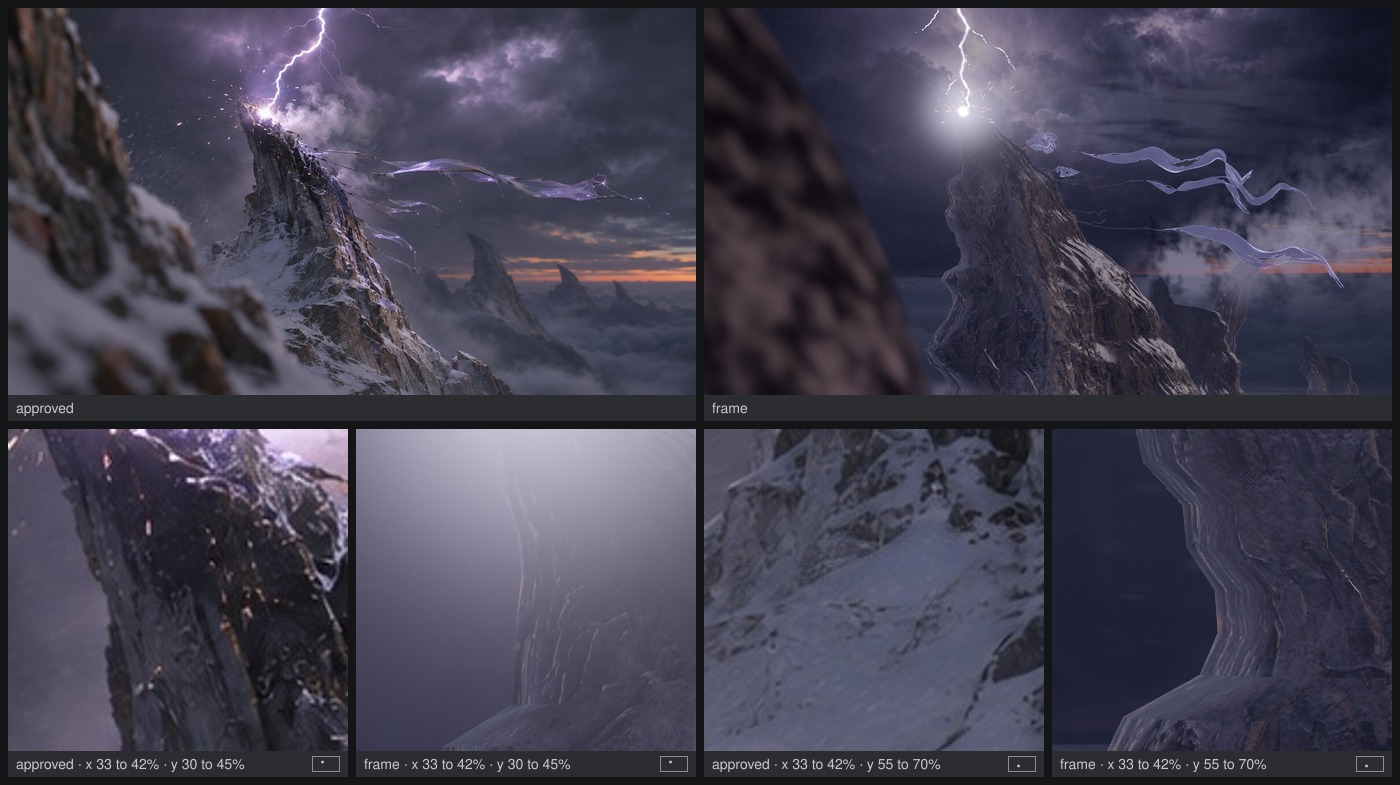 approved
frame
approved · x 33 to 42% · y 30 to 45%
frame · x 33 to 42% · y 30 to 45%
approved · x 33 to 42% · y 55 to 70%
frame · x 33 to 42% · y 55 to 70%